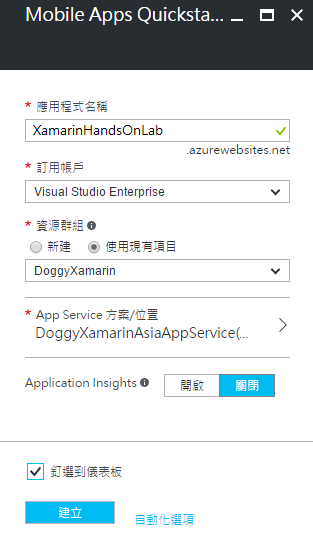 Mobile Apps Quicksta...
* 應用程式名稱
XamarinHandsOnLab
.azurewebsites.net
* 訂用帳戶
Visual Studio Enterprise
* 資源群組
新建 使用現有項目
DoggyXamarin
* App Service 方案/位置
DoggyXamarinAsiaAppService(...
Application Insights 開啟 關閉
釘選到儀表板
建立 自動化選項